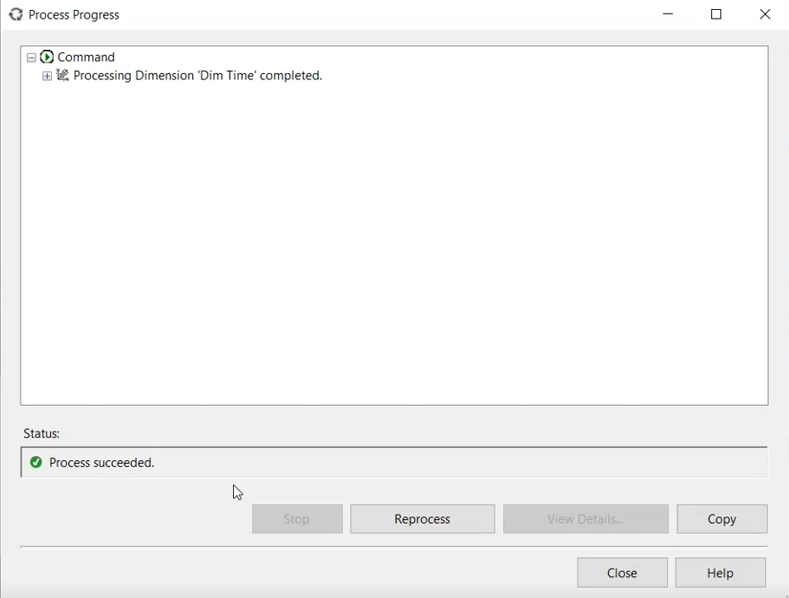 Process Progress
Command
Processing Dimension 'Dim Time' completed.
Status:
Process succeeded.
Stop Reprocess View Details... Copy
Close Help